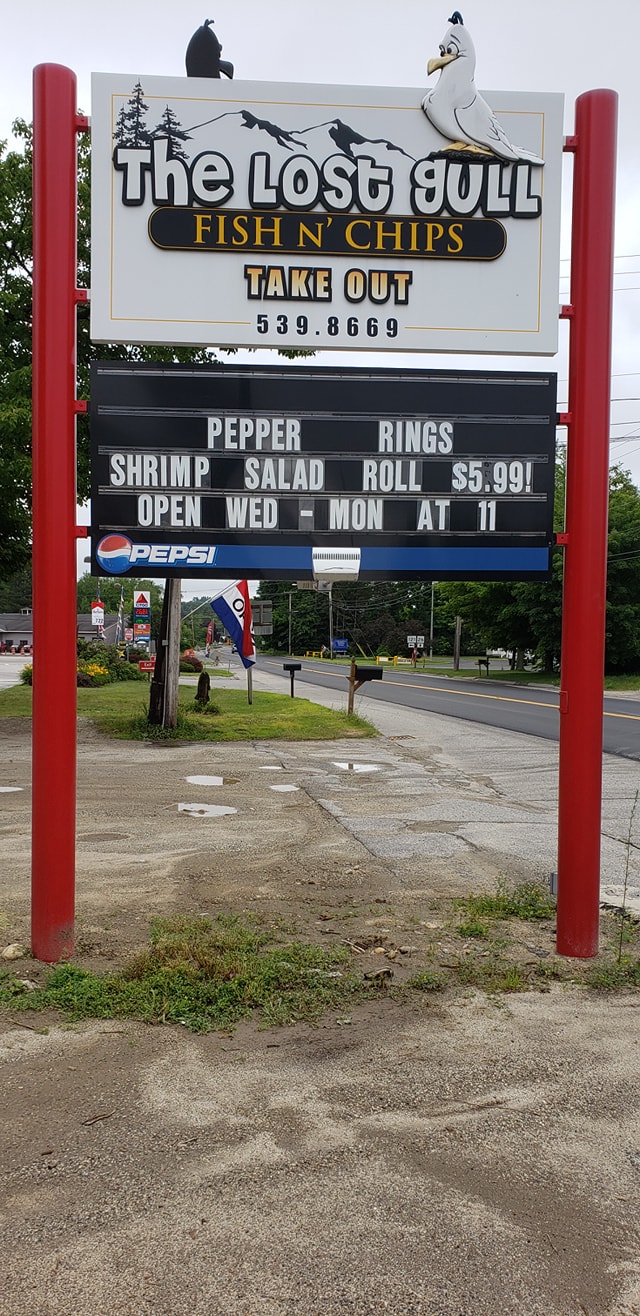 The LOSt gULL
FISH N' CHIPS
TAKE OUT
539.8669
PEPPER RINGS
SHRIMP SALAD ROLL $5.99!
OPEN WED - MON AT 11
PEPSI